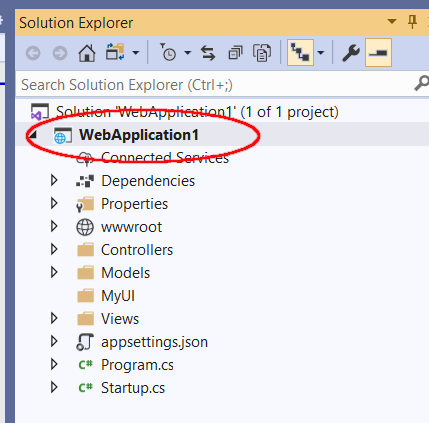 Solution Explorer
Search Solution Explorer (Ctrl+;)
Solution 'WebApplication1' (1 of 1 project)
WebApplication1
Connected Services
Dependencies
Properties
wwwroot
Controllers
Models
MyUI
Views
appsettings.json
C# Program.cs
C# Startup.cs